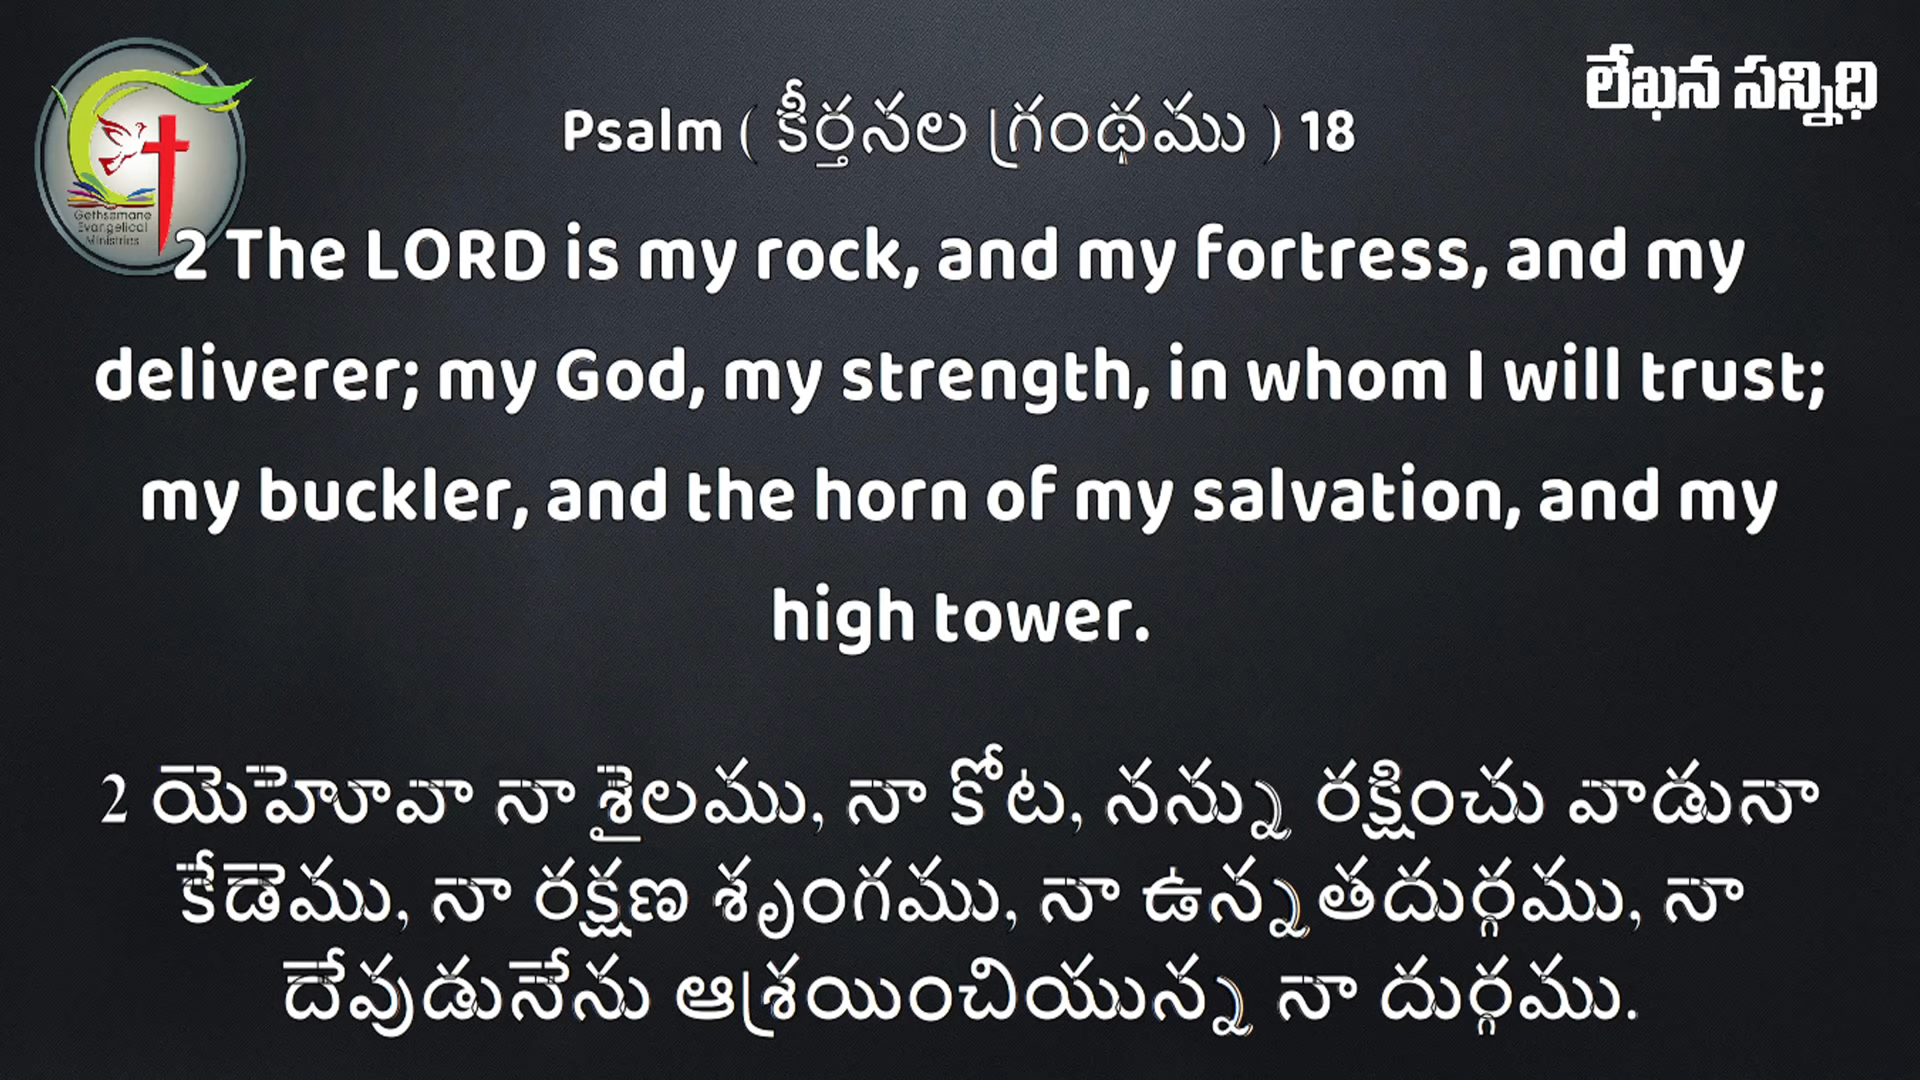 లేఖన సన్నిధి
Psalm ( కీర్తనల గ్రంథము ) 18
Gethsamane
Evangelical
Ministries
2 The LORD is my rock, and my fortress, and my
deliverer; my God, my strength, in whom I will trust;
my buckler, and the horn of my salvation, and my
high tower.
2 యెహెూవా నా శైలము, నా కోట, నన్ను రక్షించు వాడునా
కేడెము, నా రక్షణ శృంగము, నా ఉన్నతదుర్గము, నా
దేవుడునేను ఆశ్రయించియున్న నా దుర్గము.